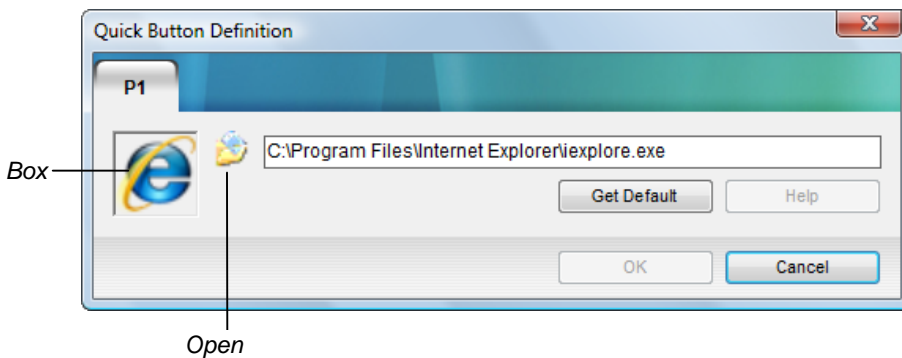 Quick Button Definition
P1
C:\Program Files\Internet Explorer\iexplore.exe
Box
Get Default
Help
OK
Cancel
Open